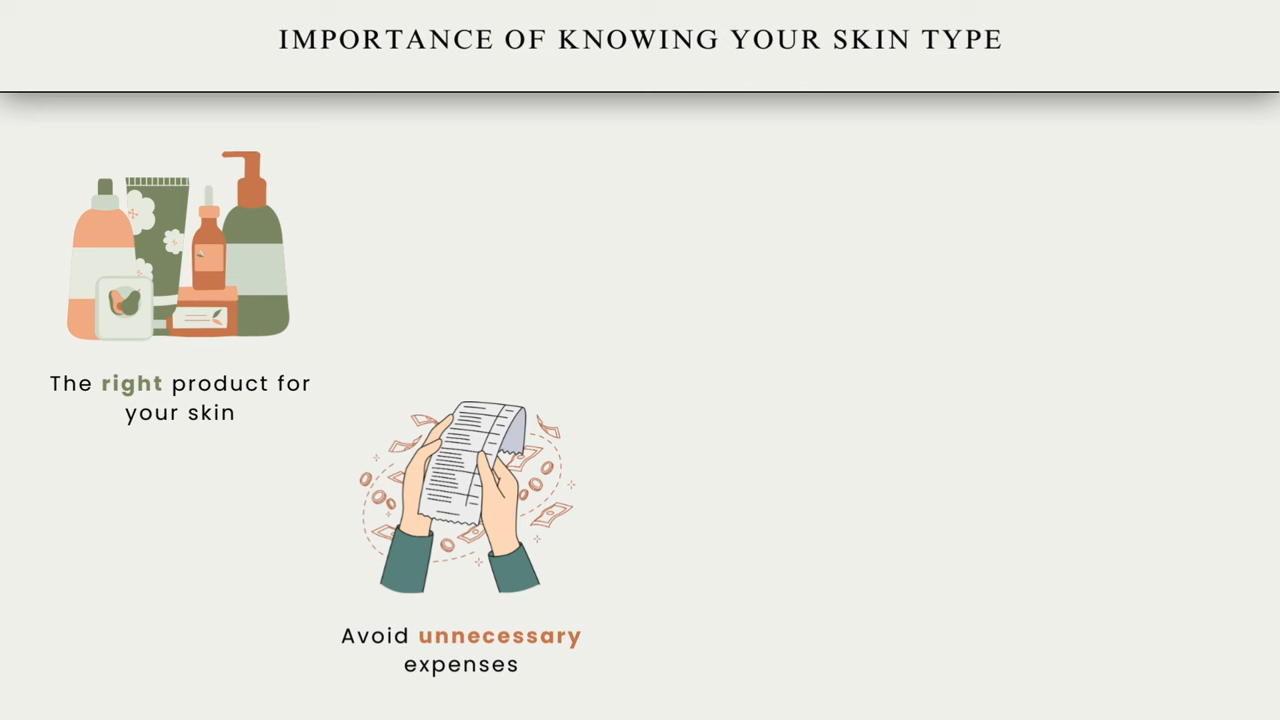 IMPORTANCE OF KNOWING YOUR SKIN TYPE
The right product for
your skin
Avoid unnecessary
expenses